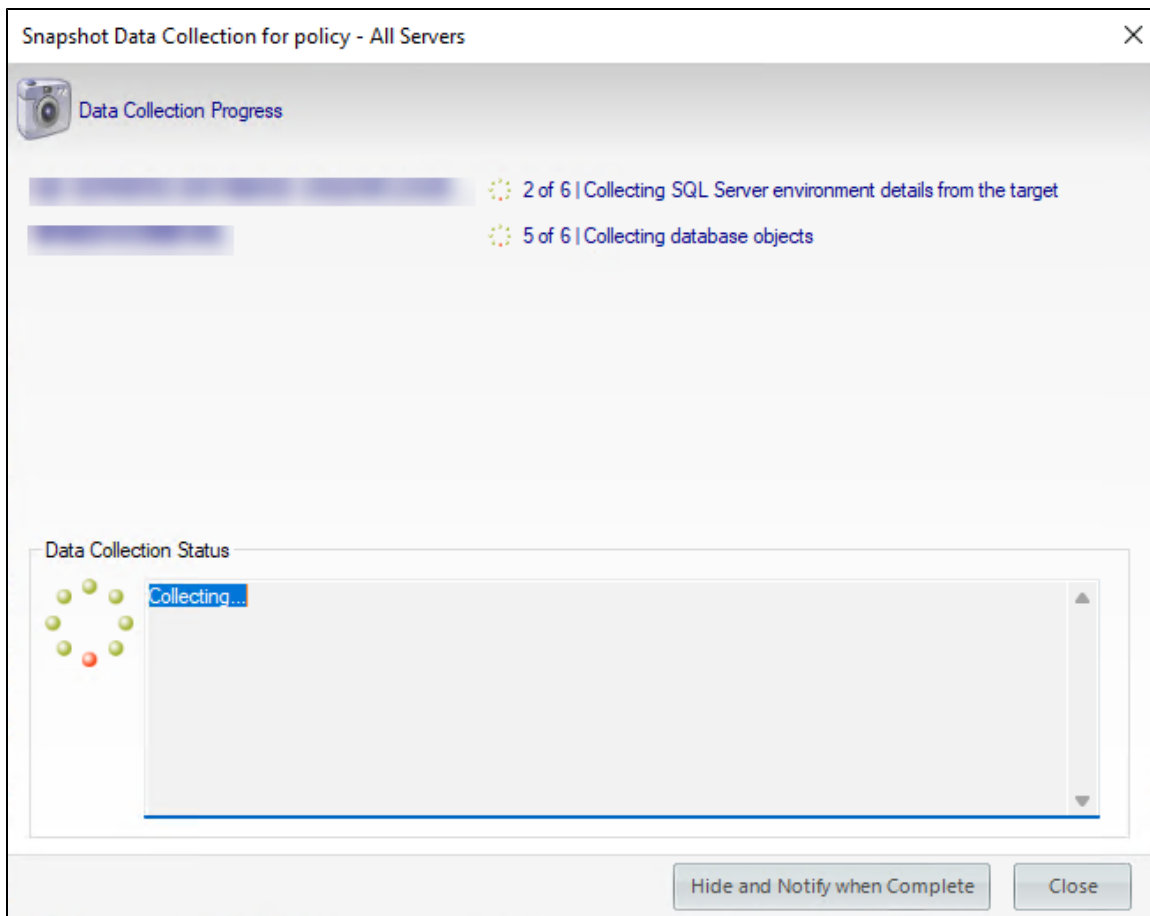 Snapshot Data Collection for policy - All Servers
Data Collection Progress
2 of 6 | Collecting SQL Server environment details from the target
5 of 6 | Collecting database objects
Data Collection Status
Collecting...
Hide and Notify when Complete
Close